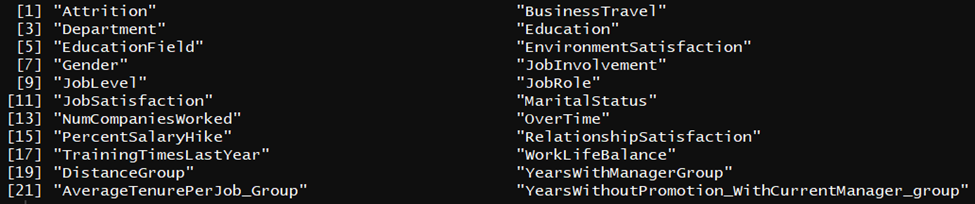 [1] "Attrition" "BusinessTravel"
[3] "Department" "Education"
[5] "EducationField" "EnvironmentSatisfaction"
[7] "Gender" "JobInvolvement"
[9] "JobLevel" "JobRole"
[11] "JobSatisfaction" "MaritalStatus"
[13] "NumCompaniesWorked" "OverTime"
[15] "PercentSalaryHike" "RelationshipSatisfaction"
[17] "TrainingTimesLastYear" "WorkLifeBalance"
[19] "DistanceGroup" "YearsWithManagerGroup"
[21] "AverageTenurePerJob_Group" "YearsWithoutPromotion_WithCurrentManager_group"